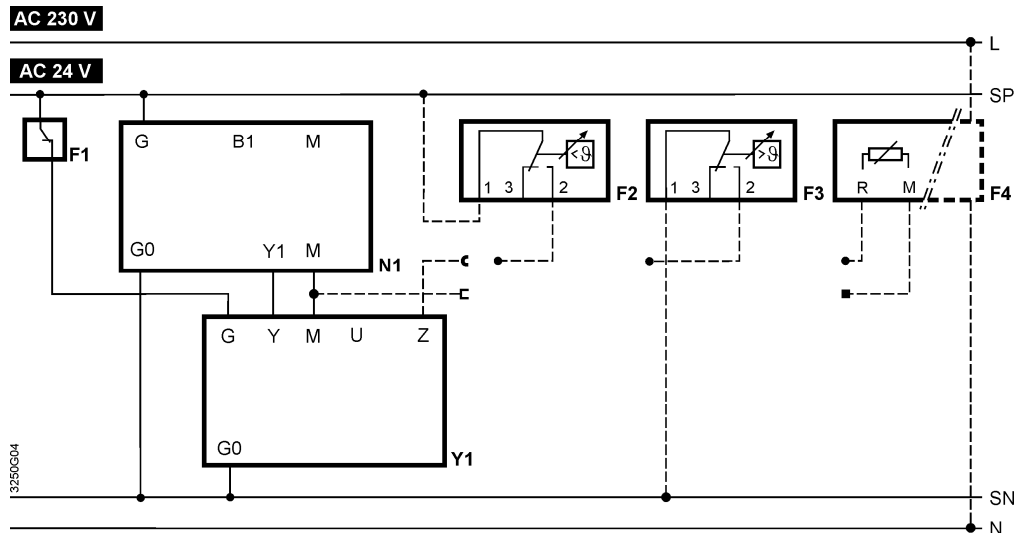 AC 230 V
L
AC 24 V
SP
F1
G B1 M
G0 Y1 M
N1
1 3 2
<ϑ
F2
1 3 2
>ϑ
F3
R M
F4
G Y M U Z
G0
Y1
3250G04
SN
N